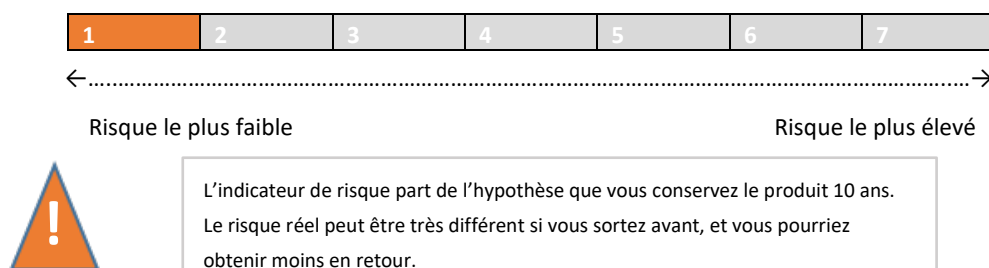 1 2 3 4 5 6 7
←………………………………………………………………………………………………………………→
Risque le plus faible Risque le plus élevé
!
L’indicateur de risque part de l’hypothèse que vous conservez le produit 10 ans.
Le risque réel peut être très différent si vous sortez avant, et vous pourriez
obtenir moins en retour.